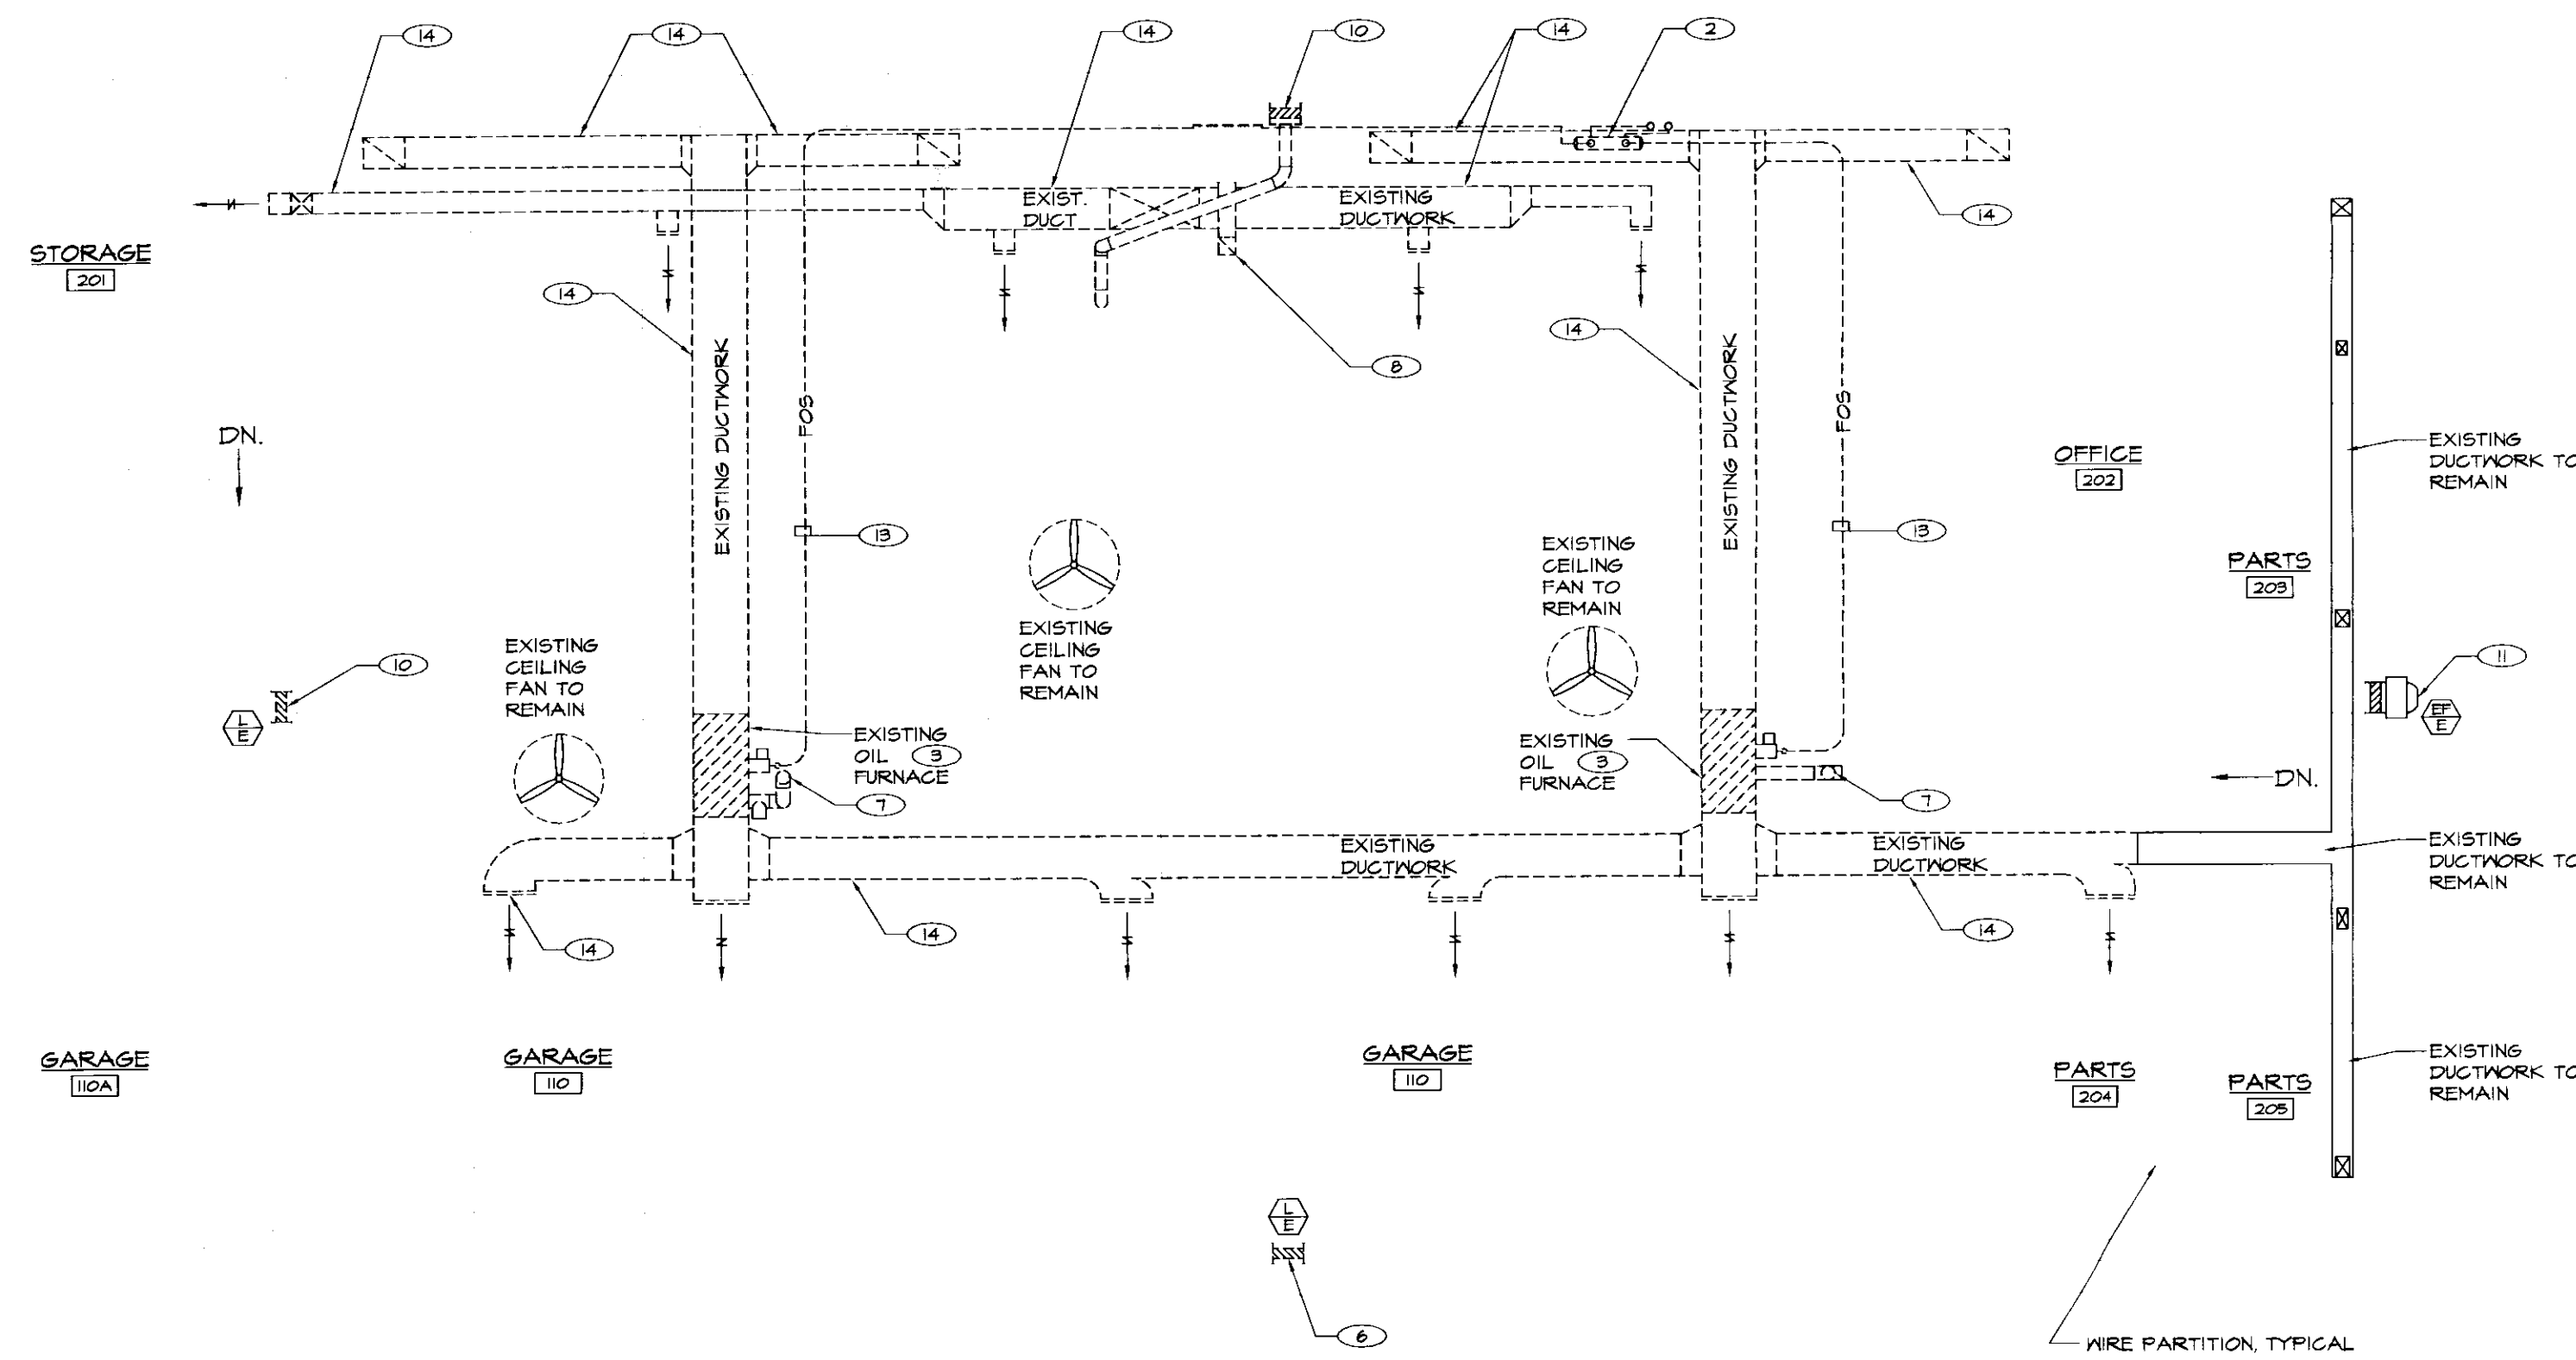 14
14
14
10
14
2
EXIST.
DUCT
EXISTING
DUCTWORK
14
STORAGE
201
14
14
8
EXISTING DUCTWORK
FOS
EXISTING DUCTWORK
FOS
DN.
OFFICE
202
EXISTING
DUCTWORK TO
REMAIN
13
13
EXISTING
CEILING
FAN TO
REMAIN
PARTS
203
EXISTING
CEILING
FAN TO
REMAIN
EXISTING
CEILING
FAN TO
REMAIN
10
L
E
11
EF
E
EXISTING
OIL 3
FURNACE
EXISTING
OIL 3
FURNACE
7
7
DN.
EXISTING
DUCTWORK
EXISTING
DUCTWORK
EXISTING
DUCTWORK TO
REMAIN
14
14
14
GARAGE
110A
GARAGE
110
GARAGE
110
PARTS
204
PARTS
205
EXISTING
DUCTWORK TO
REMAIN
L
E
6
WIRE PARTITION, TYPICAL